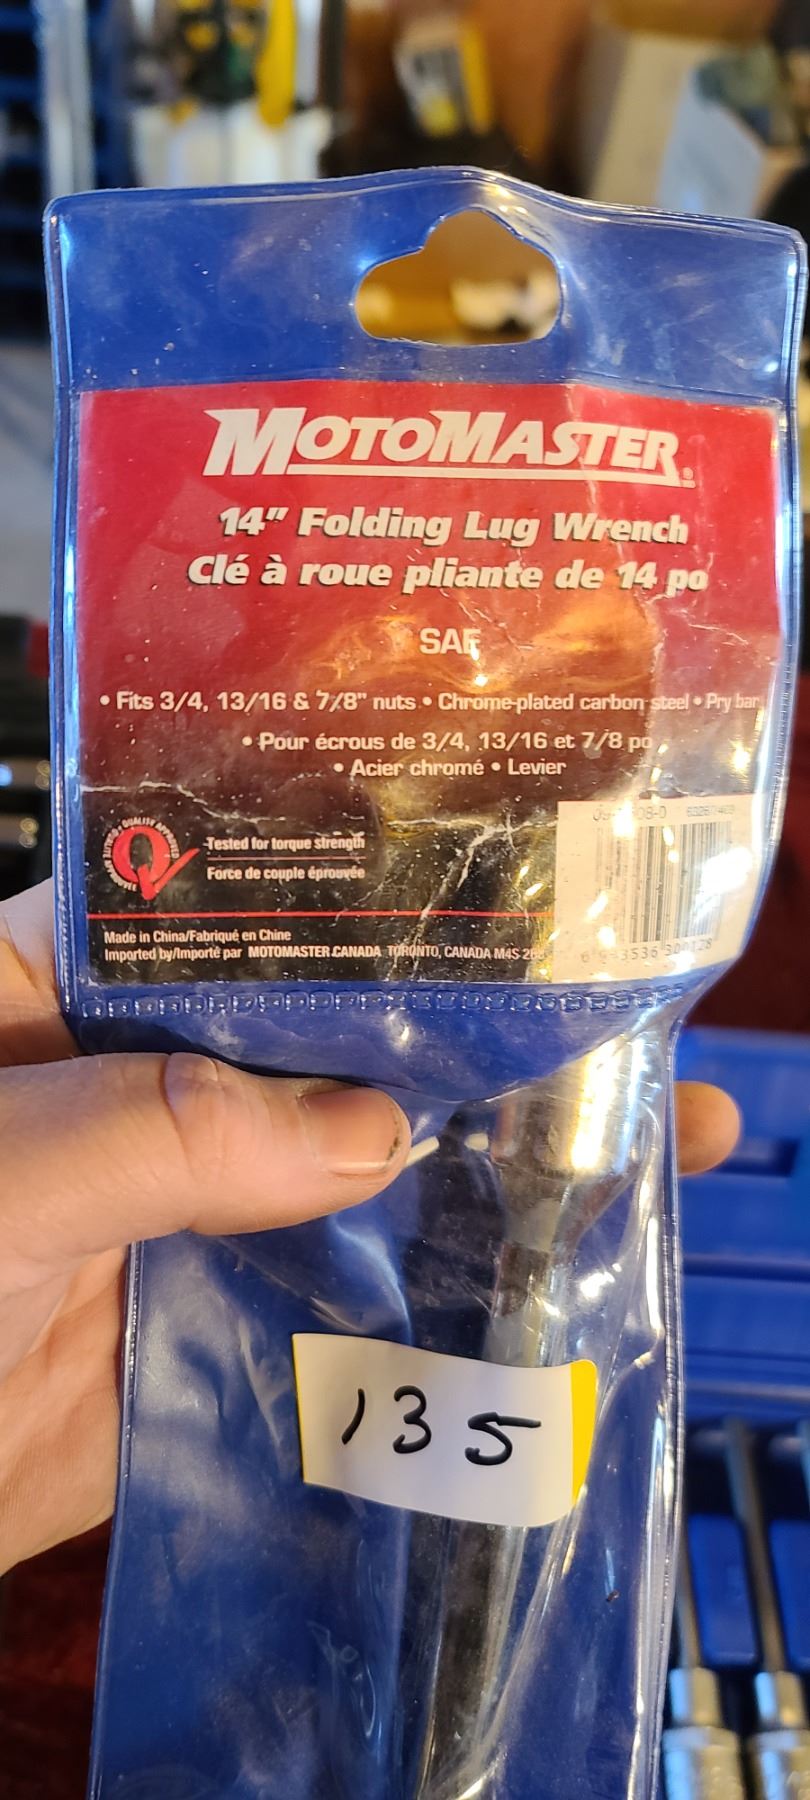 MOTOMASTER®
14" Folding Lug Wrench
Clé à roue pliante de 14 po
SAE
• Fits 3/4, 13/16 & 7/8" nuts • Chrome-plated carbon steel • Pry bar
• Pour écrous de 3/4, 13/16 et 7/8 po
• Acier chromé • Levier
QUALITY APPROVED
Tested for torque strength
Force de couple éprouvée
Made in China/Fabriqué en Chine
Imported by/Importé par MOTOMASTER CANADA TORONTO, CANADA M4S
135